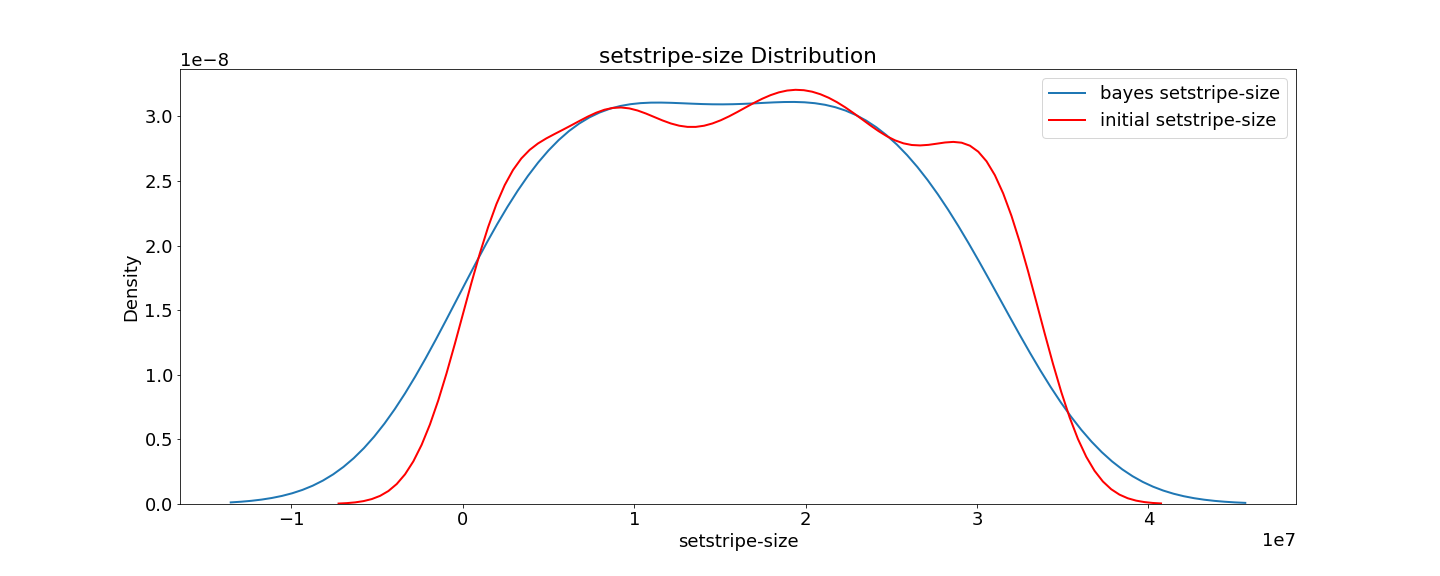 setstripe-size Distribution
1e−8
bayes setstripe-size
initial setstripe-size
3.0
2.5
2.0
1.5
1.0
0.5
0.0
Density
−1
0
1
2
3
4
1e7
setstripe-size